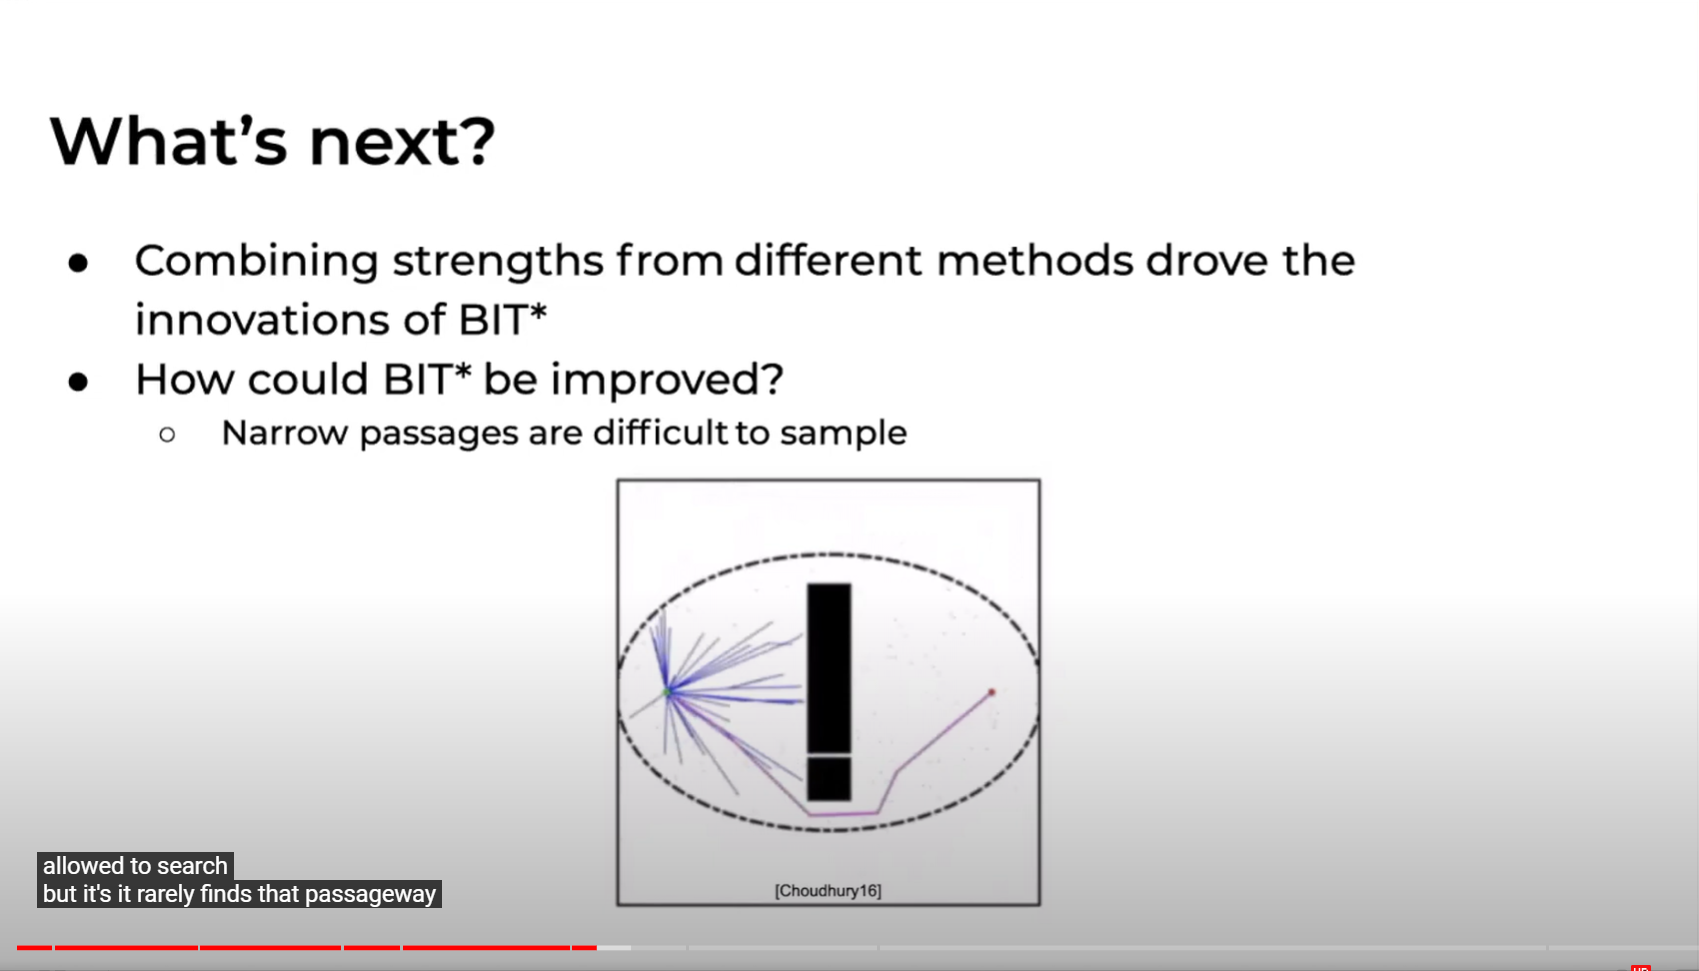 What's next?
● Combining strengths from different methods drove the
innovations of BIT*
● How could BIT* be improved?
○ Narrow passages are difficult to sample
[Choudhury16]
allowed to search
but it's it rarely finds that passageway